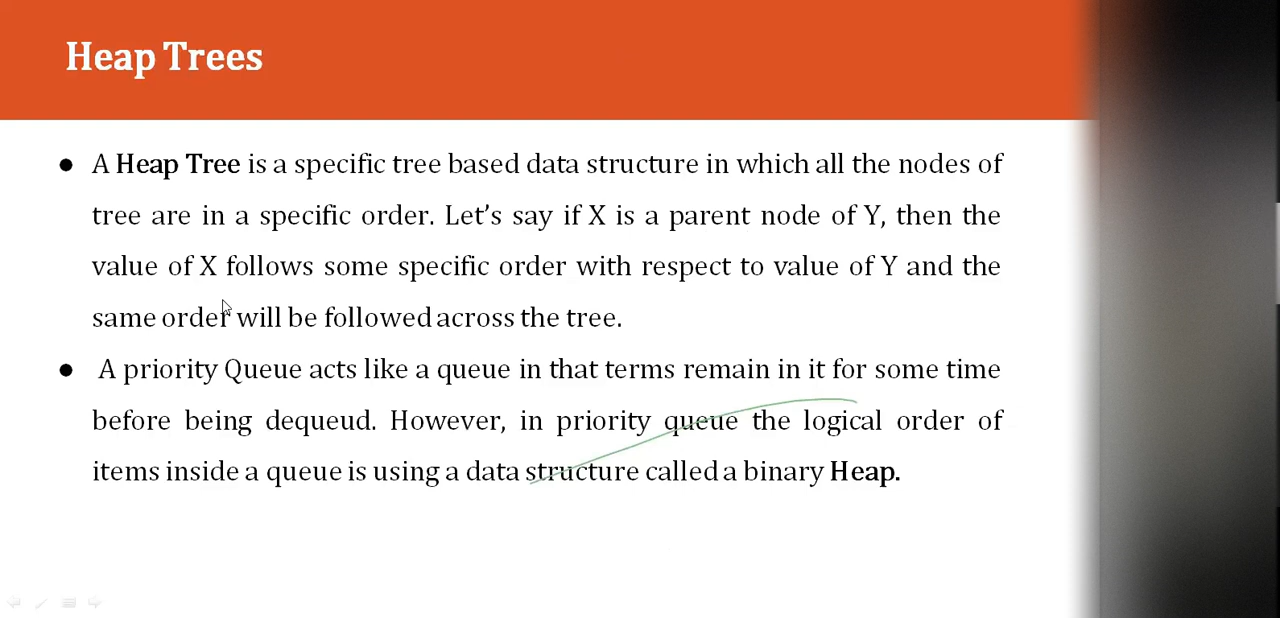 Heap Trees
● A Heap Tree is a specific tree based data structure in which all the nodes of
tree are in a specific order. Let’s say if X is a parent node of Y, then the
value of X follows some specific order with respect to value of Y and the
same order will be followed across the tree.
● A priority Queue acts like a queue in that terms remain in it for some time
before being dequeud. However, in priority queue the logical order of
items inside a queue is using a data structure called a binary Heap.